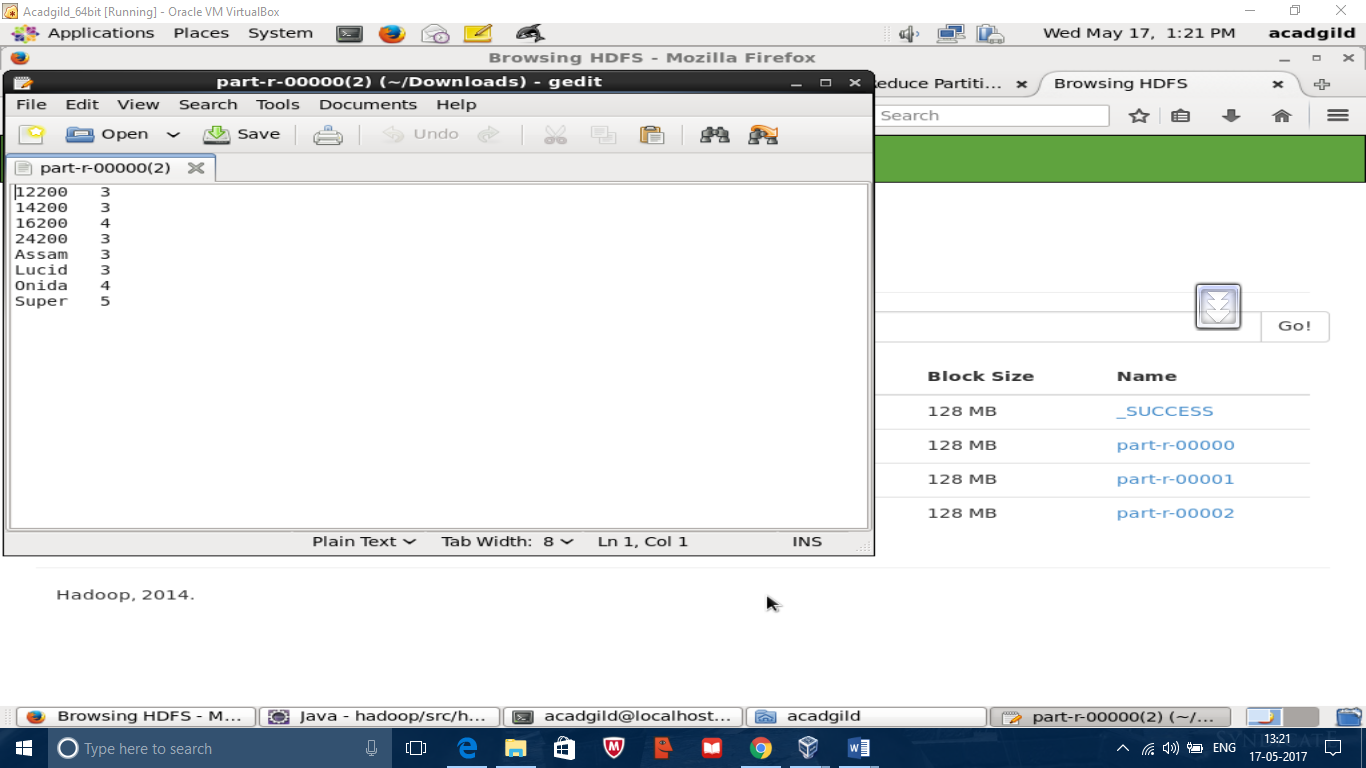 Acadgild_64bit [Running] - Oracle VM VirtualBox
Applications Places System Wed May 17, 1:21 PM acadgild
Browsing HDFS - Mozilla Firefox
part-r-00000(2) (~/Downloads) - gedit
educe Partiti... Browsing HDFS
File Edit View Search Tools Documents Help
Search
Open Save Undo
part-r-00000(2)
12200 3
14200 3
16200 4
24200 3
Assam 3
Lucid 3
Onida 4
Super 5
Go!
Block Size Name
128 MB _SUCCESS
128 MB part-r-00000
128 MB part-r-00001
128 MB part-r-00002
Plain Text Tab Width: 8 Ln 1, Col 1 INS
Hadoop, 2014.
Browsing HDFS - M... Java - hadoop/src/h... acadgild@localhost... acadgild part-r-00000(2) (~/...
Type here to search ENG 13:21
17-05-2017